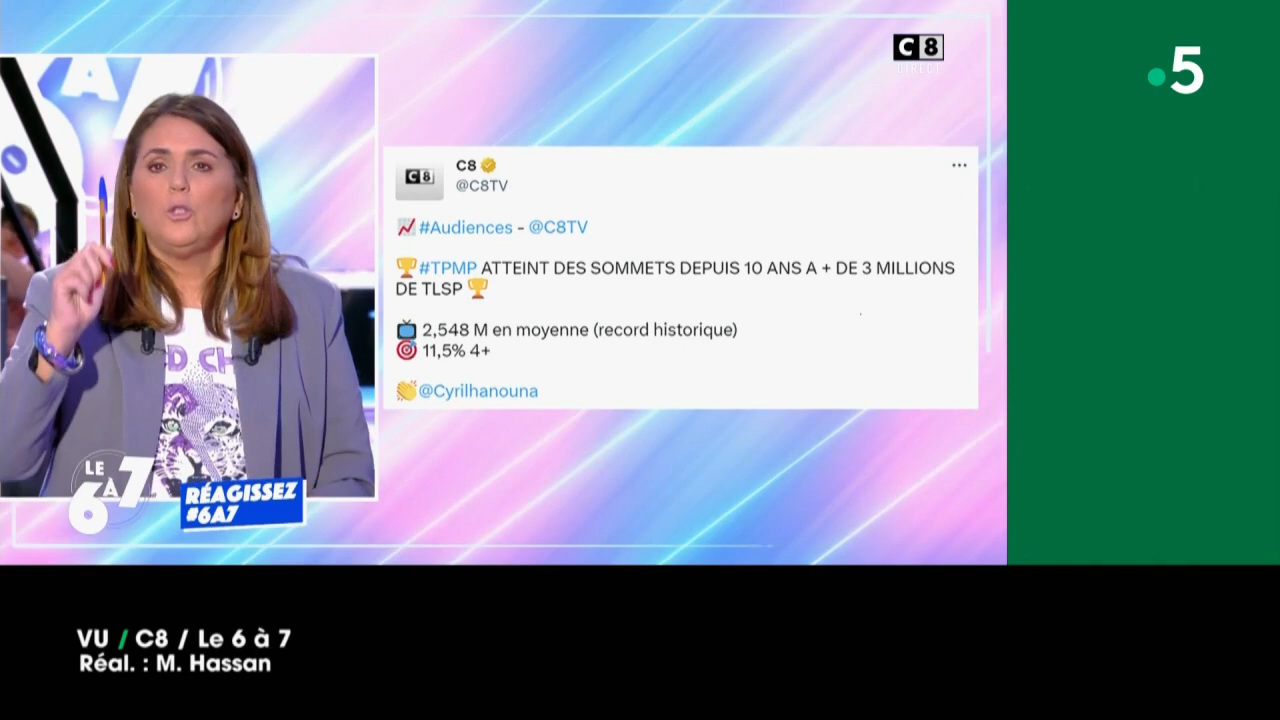 C8
DIRECT
5
C8
C8
@C8TV
#Audiences - @C8TV
#TPMP ATTEINT DES SOMMETS DEPUIS 10 ANS A + DE 3 MILLIONS
DE TLSP
2,548 M en moyenne (record historique)
11,5% 4+
@Cyrilhanouna
LE
6 À 7
RÉAGISSEZ
#6A7
VU / C8 / Le 6 à 7
Réal. : M. Hassan